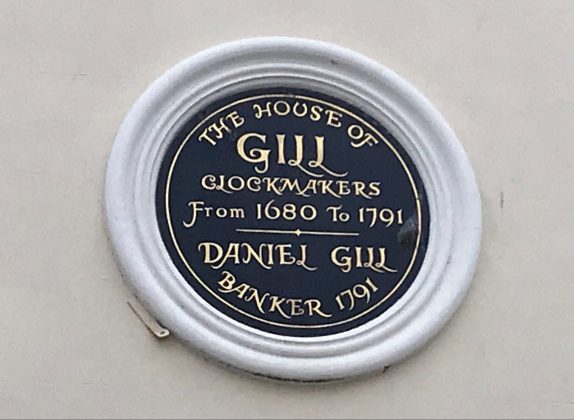 THE HOUSE OF
GILL
CLOCKMAKERS
From 1680 To 1791
DANIEL GILL
BANKER 1791